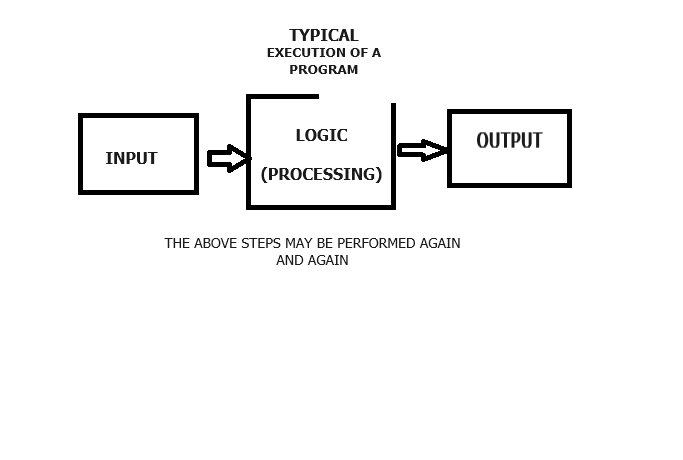 TYPICAL
EXECUTION OF A
PROGRAM
INPUT
LOGIC
(PROCESSING)
OUTPUT
THE ABOVE STEPS MAY BE PERFORMED AGAIN
AND AGAIN